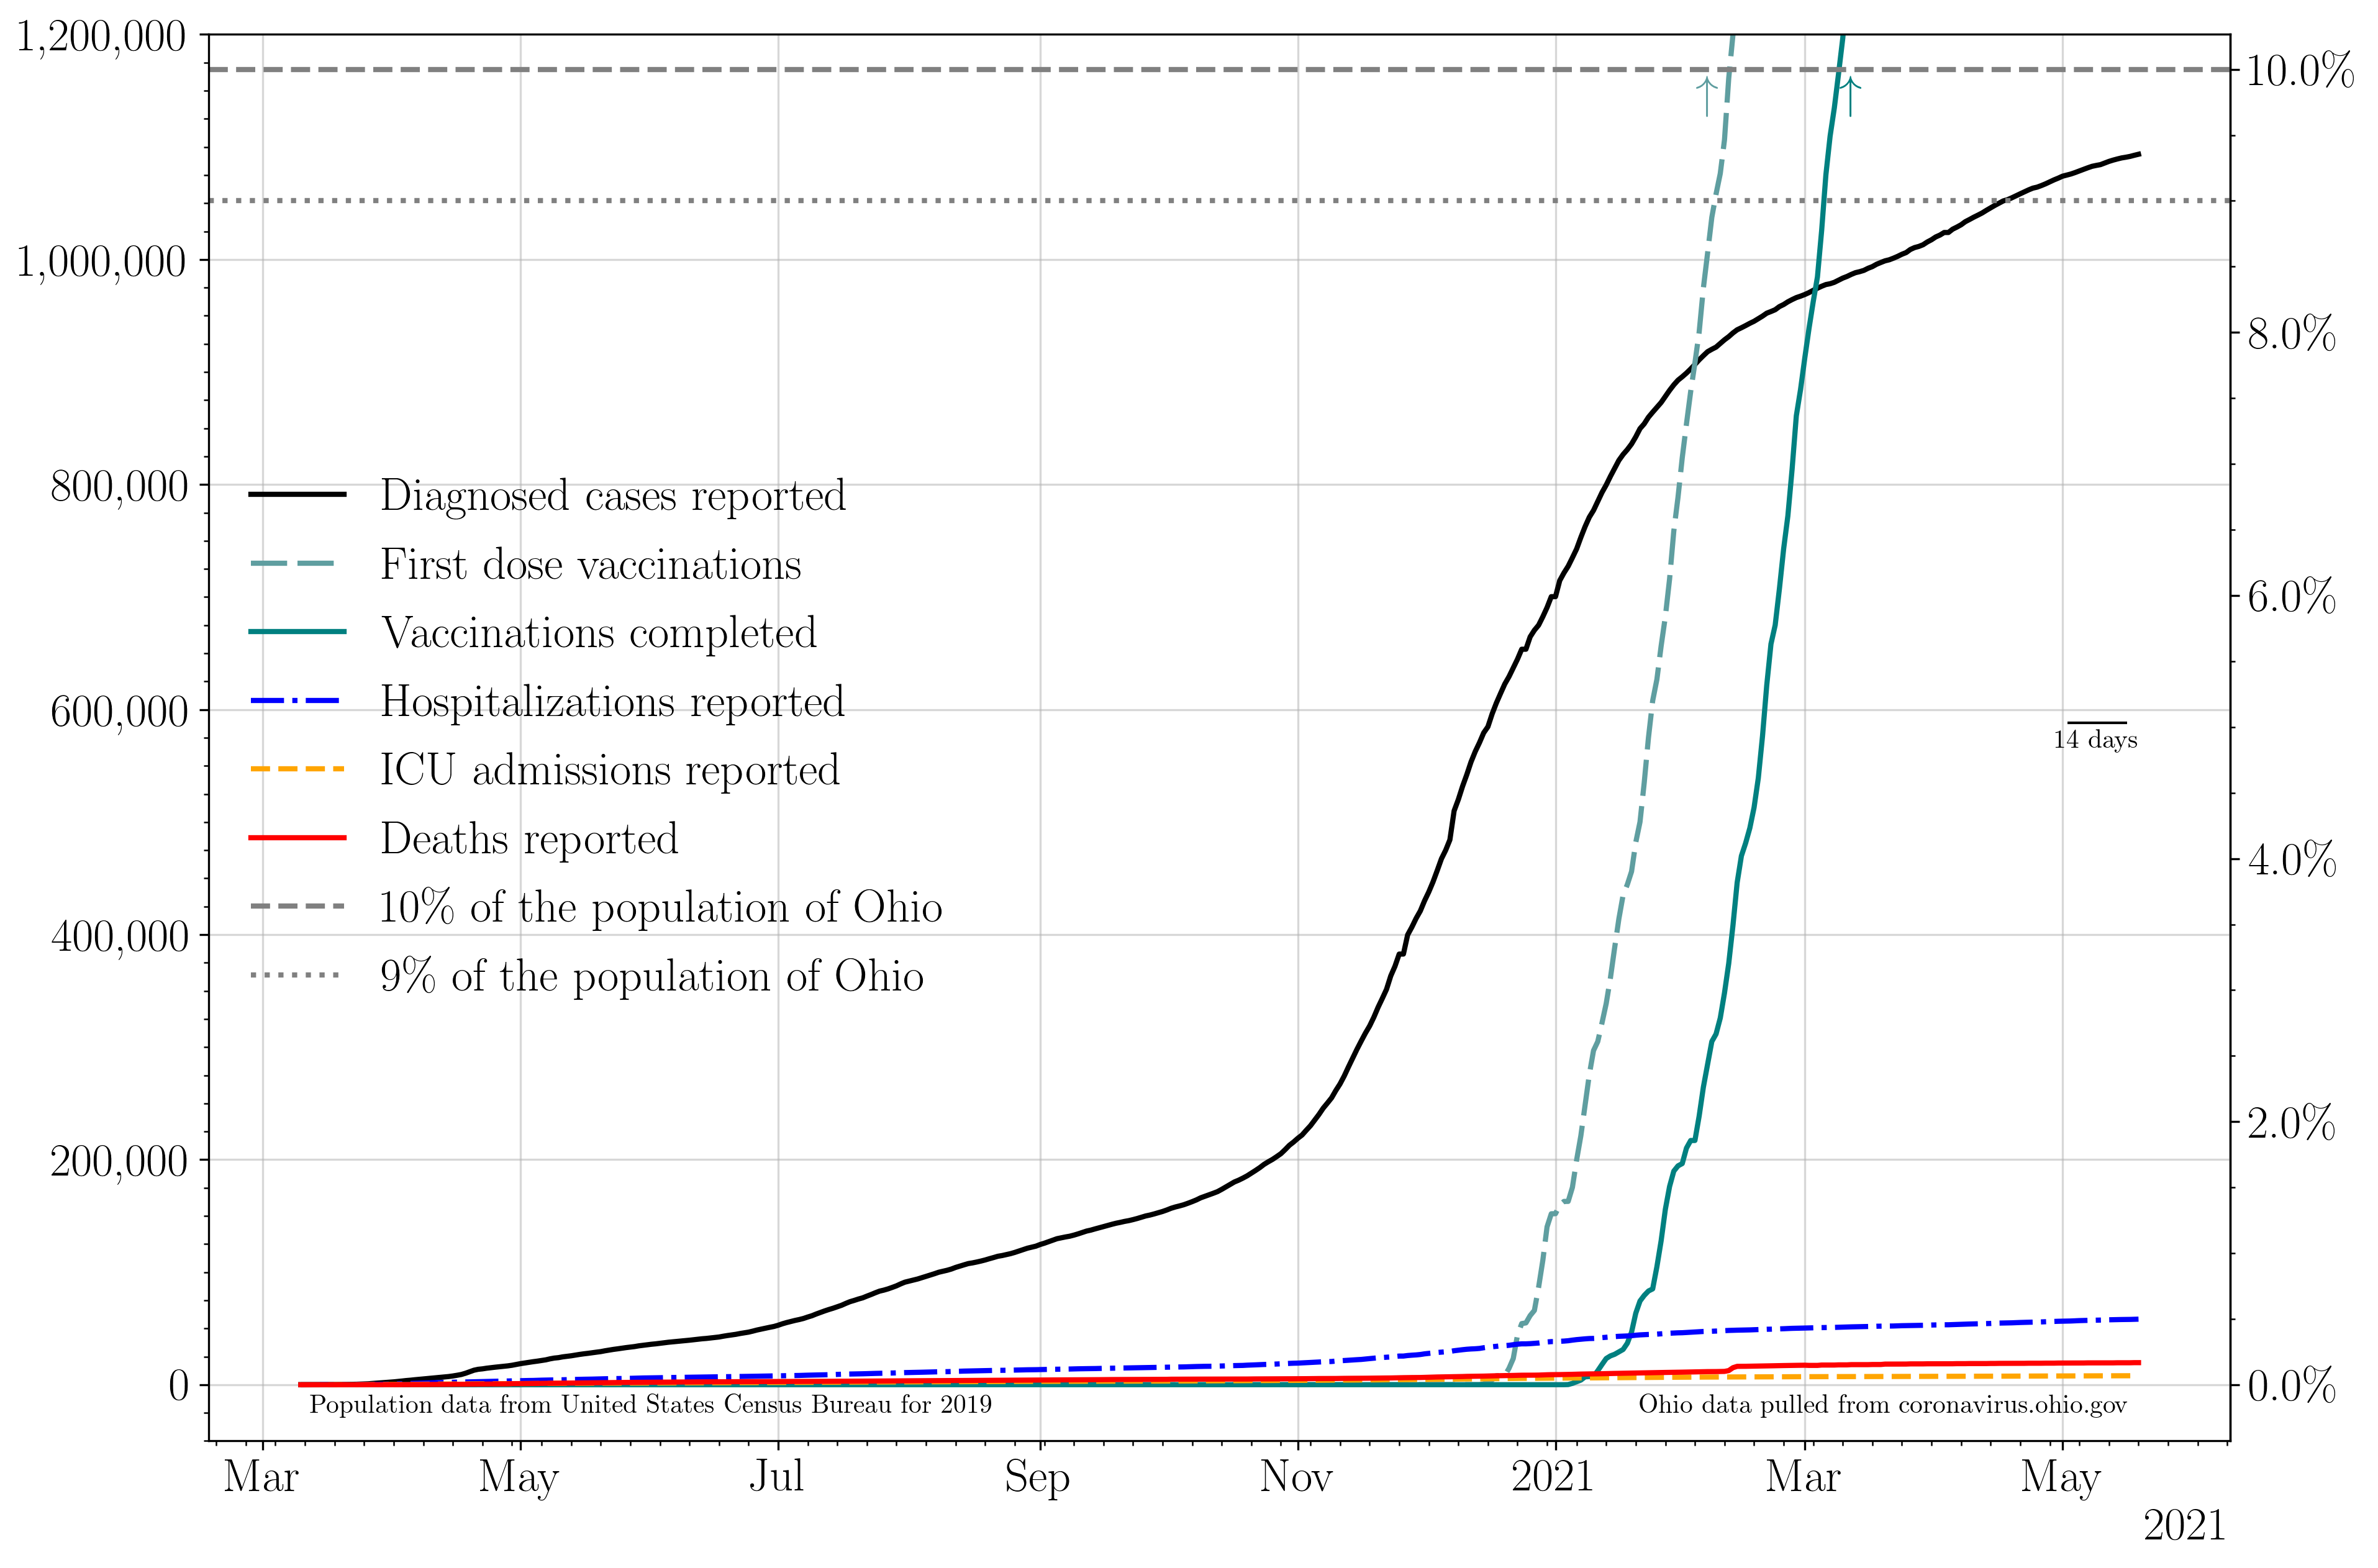 1,200,000
1,000,000
800,000
600,000
400,000
200,000
0
10.0%
8.0%
6.0%
4.0%
2.0%
0.0%
↑
↑
Diagnosed cases reported
First dose vaccinations
Vaccinations completed
Hospitalizations reported
ICU admissions reported
Deaths reported
10% of the population of Ohio
9% of the population of Ohio
14 days
Population data from United States Census Bureau for 2019
Ohio data pulled from coronavirus.ohio.gov
Mar May Jul Sep Nov 2021 Mar May
2021